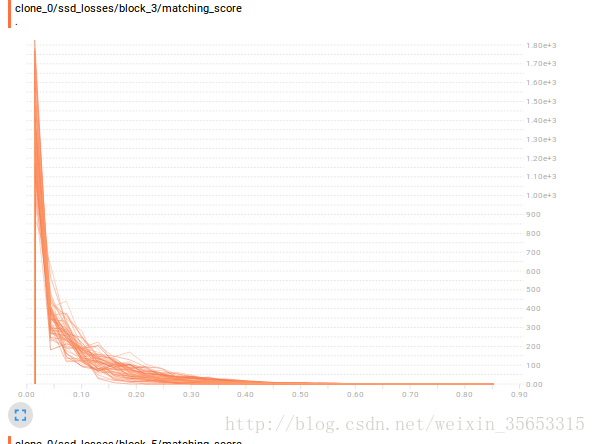 clone_0/ssd_losses/block_3/matching_score
.
1.80e+3
1.70e+3
1.60e+3
1.50e+3
1.40e+3
1.30e+3
1.20e+3
1.10e+3
1.00e+3
900
800
700
600
500
400
300
200
100
0.00
0.00 0.10 0.20 0.30 0.40 0.50 0.60 0.70 0.80 0.90
http://blog.csdn.net/weixin_35653315
clone_0/ssd_losses/block_5/matching_score